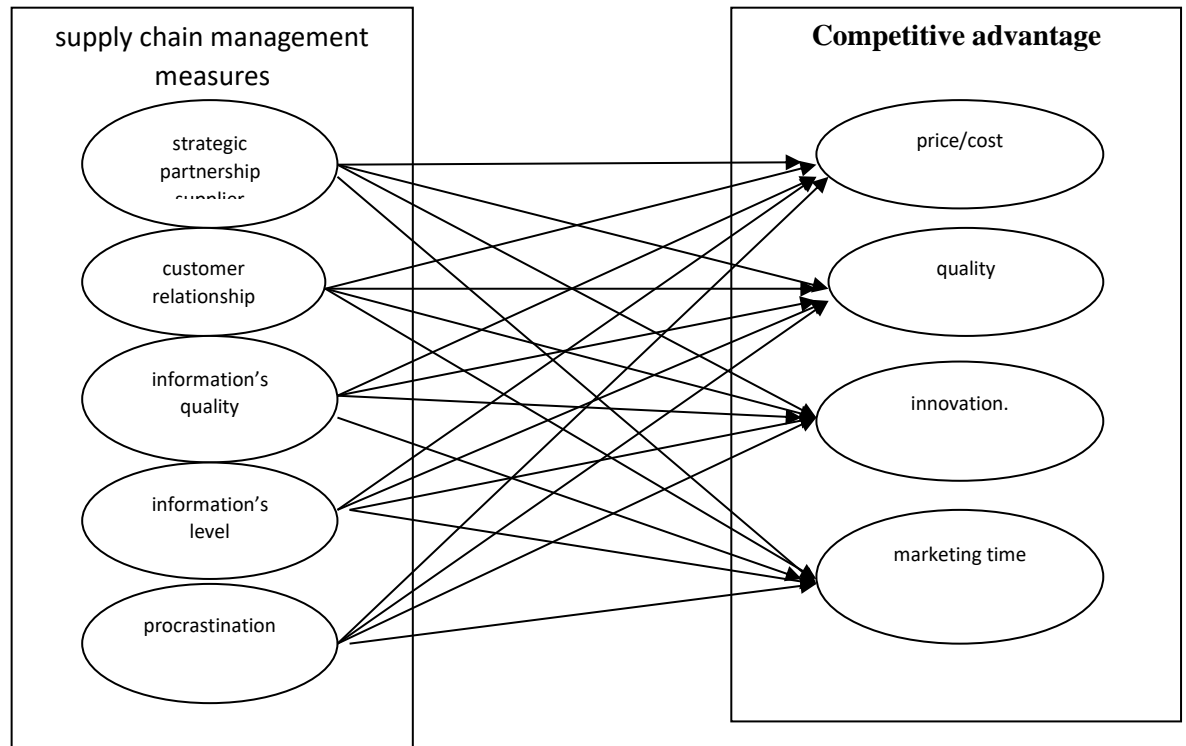 supply chain management
measures
strategic
partnership
supplier
customer
relationship
information's
quality
information's
level
procrastination
Competitive advantage
price/cost
quality
innovation.
marketing time